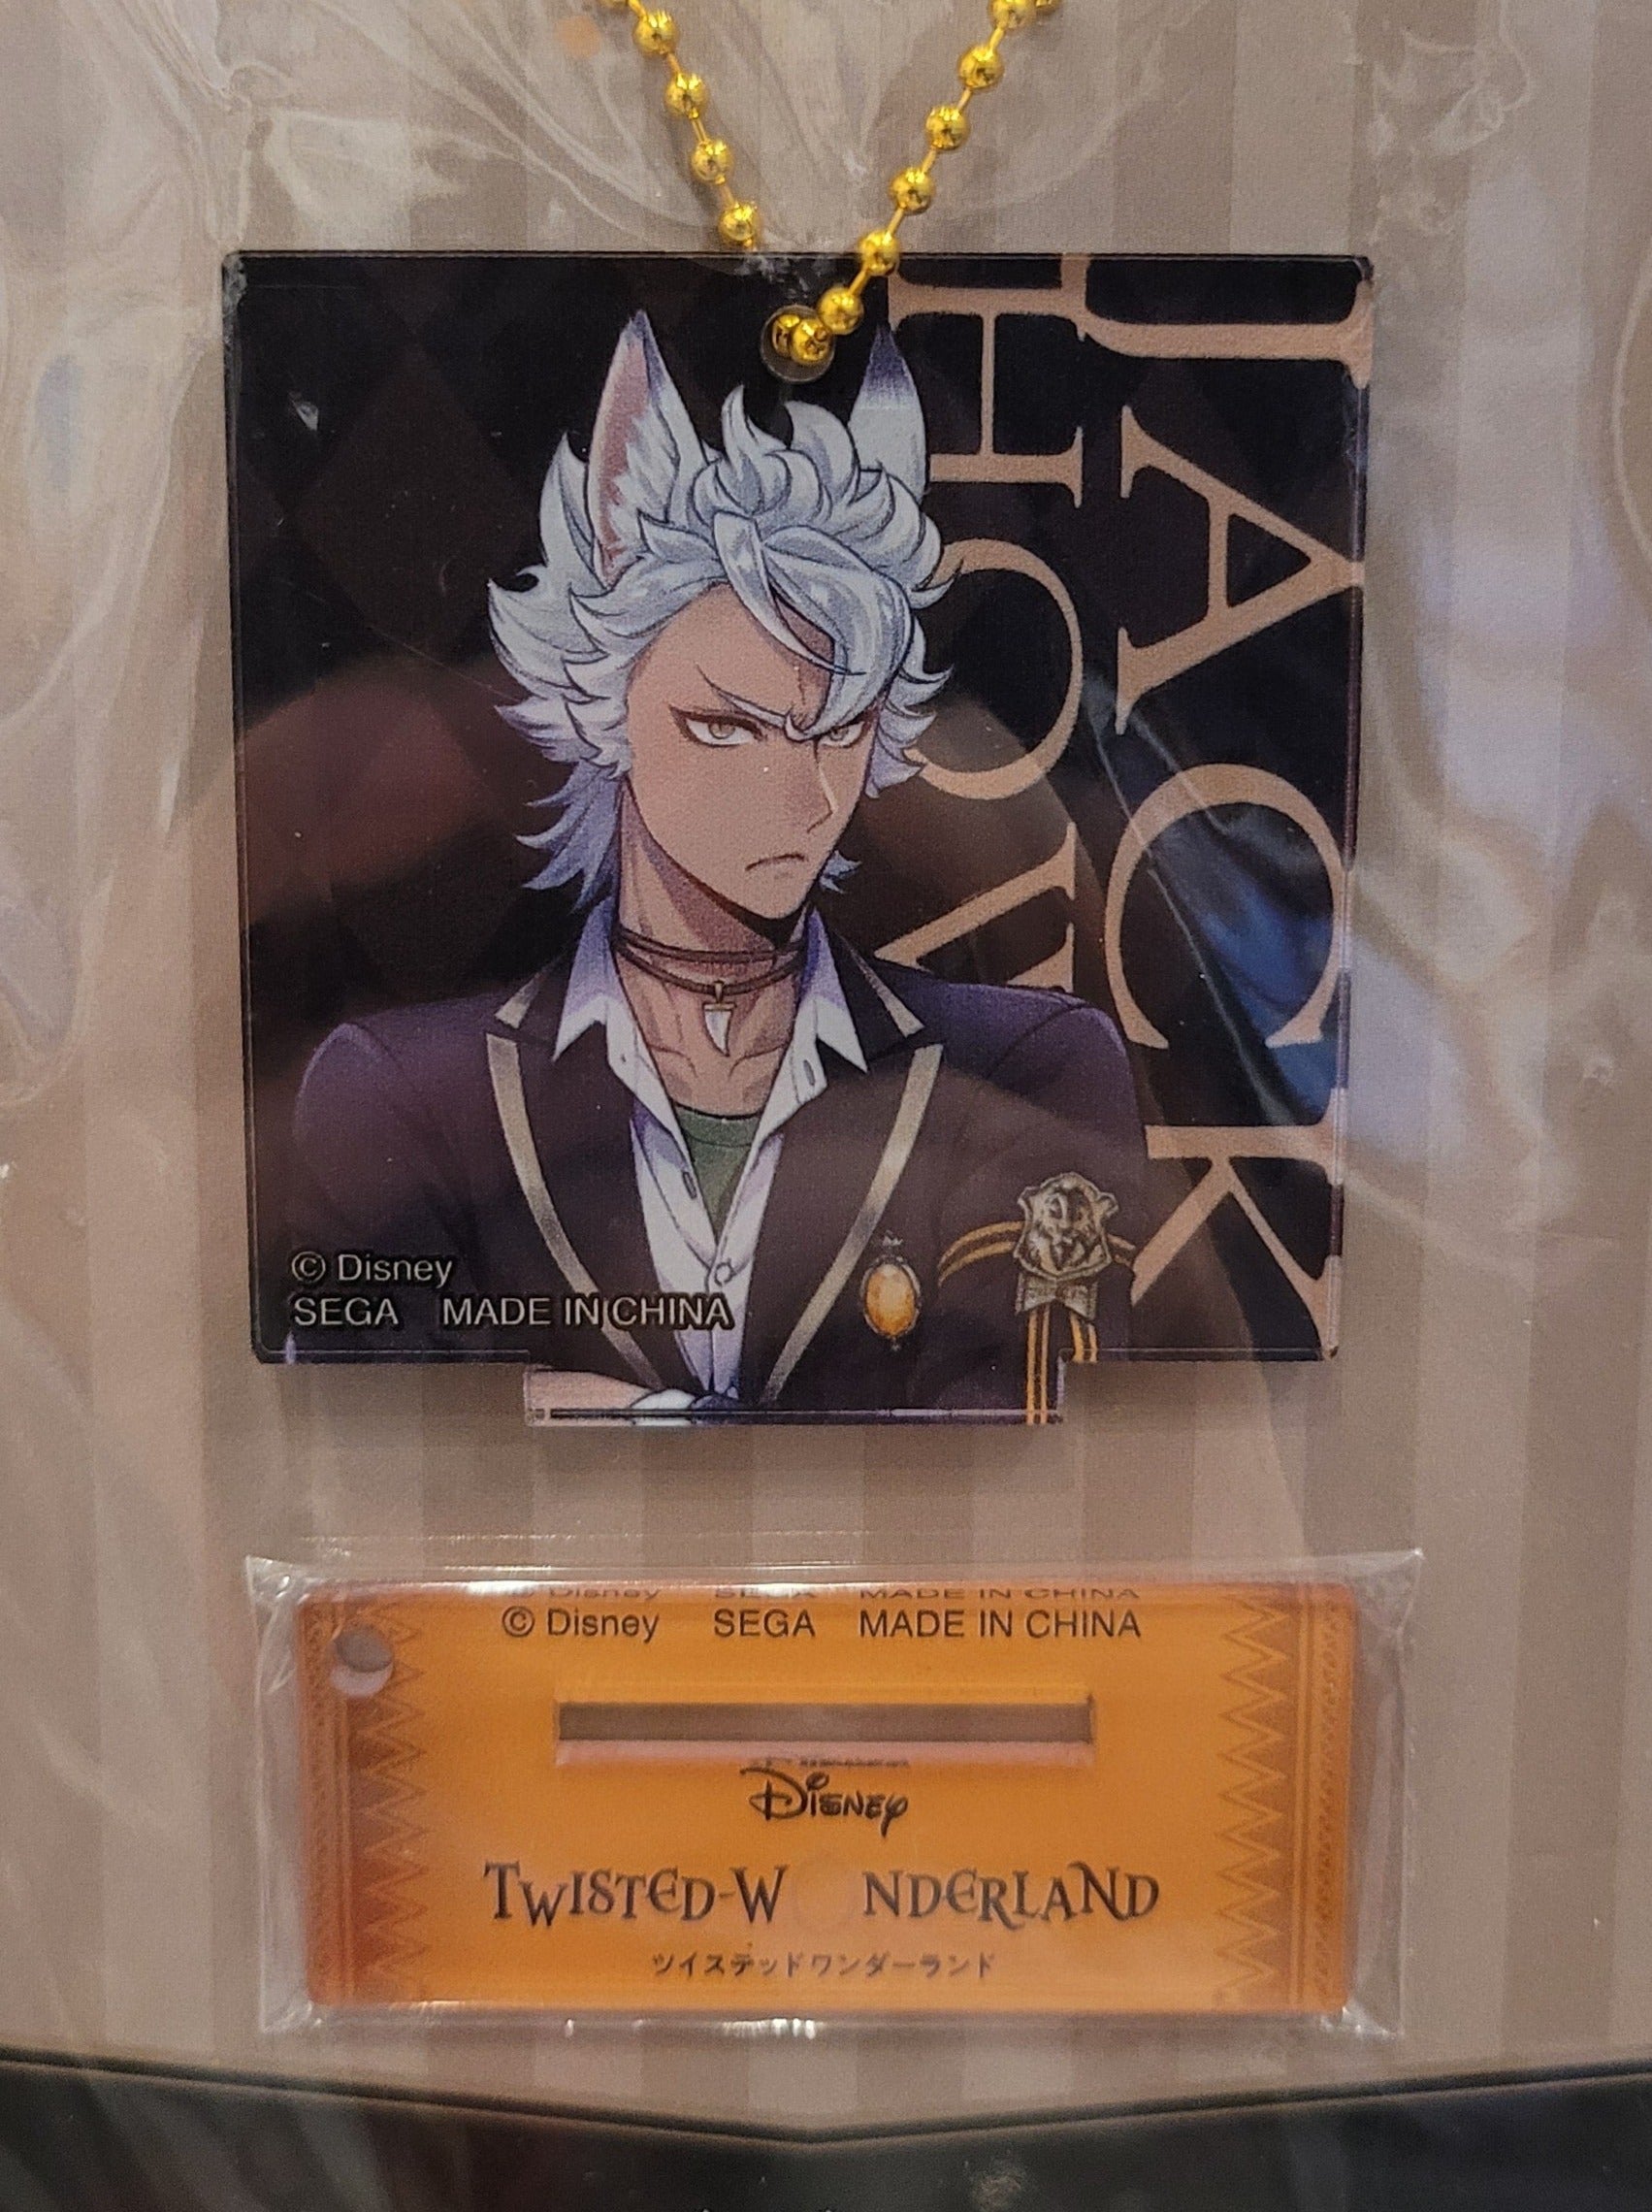 JACK
HOW
© Disney
SEGA MADE IN CHINA
© Disney SEGA MADE IN CHINA
Disney
TWISTED-W NDERLAND
ツイステッドワンダーランド